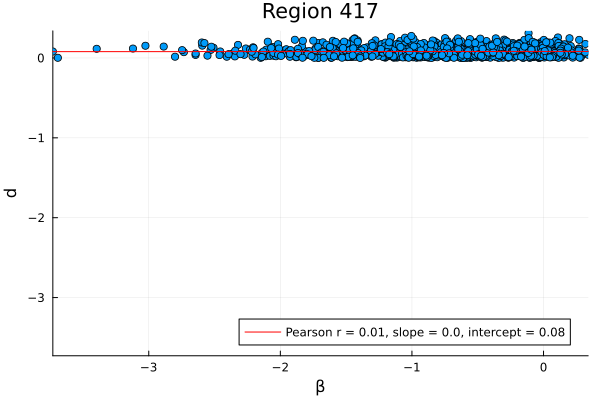 Region 417
0
−1
−2
−3
d
Pearson r = 0.01, slope = 0.0, intercept = 0.08
−3 −2 −1 0
β